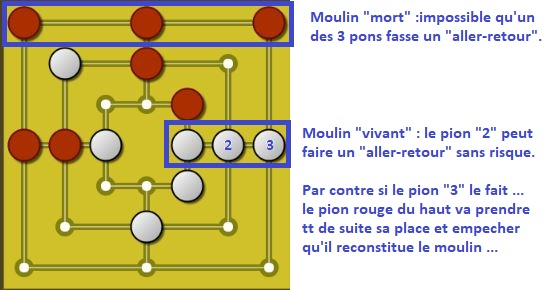 Moulin "mort" :impossible qu'un
des 3 pons fasse un "aller-retour".
Moulin "vivant" : le pion "2" peut
faire un "aller-retour" sans risque.
2 3
Par contre si le pion "3" le fait ...
le pion rouge du haut va prendre
tt de suite sa place et empecher
qu'il reconstitue le moulin ...